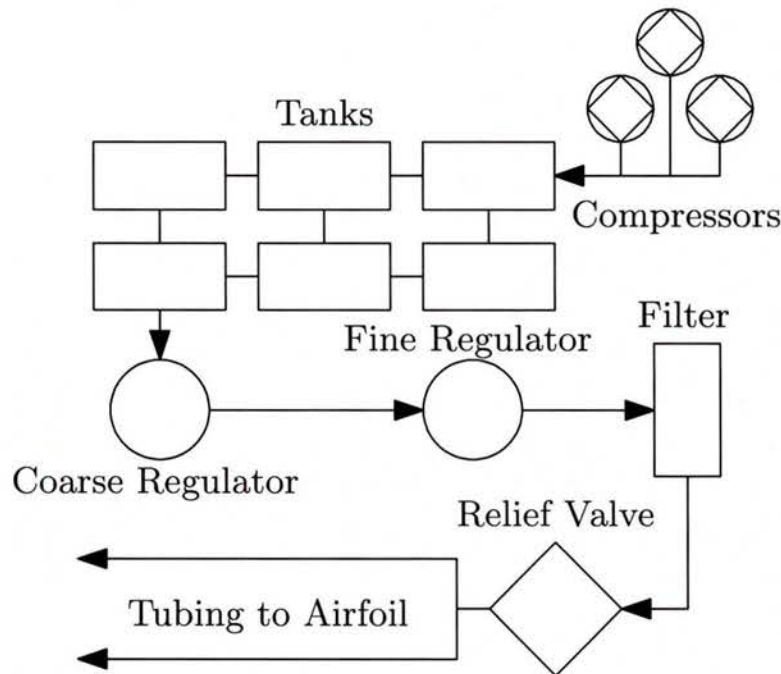 Tanks
Compressors
Filter
Fine Regulator
Coarse Regulator
Relief Valve
Tubing to Airfoil